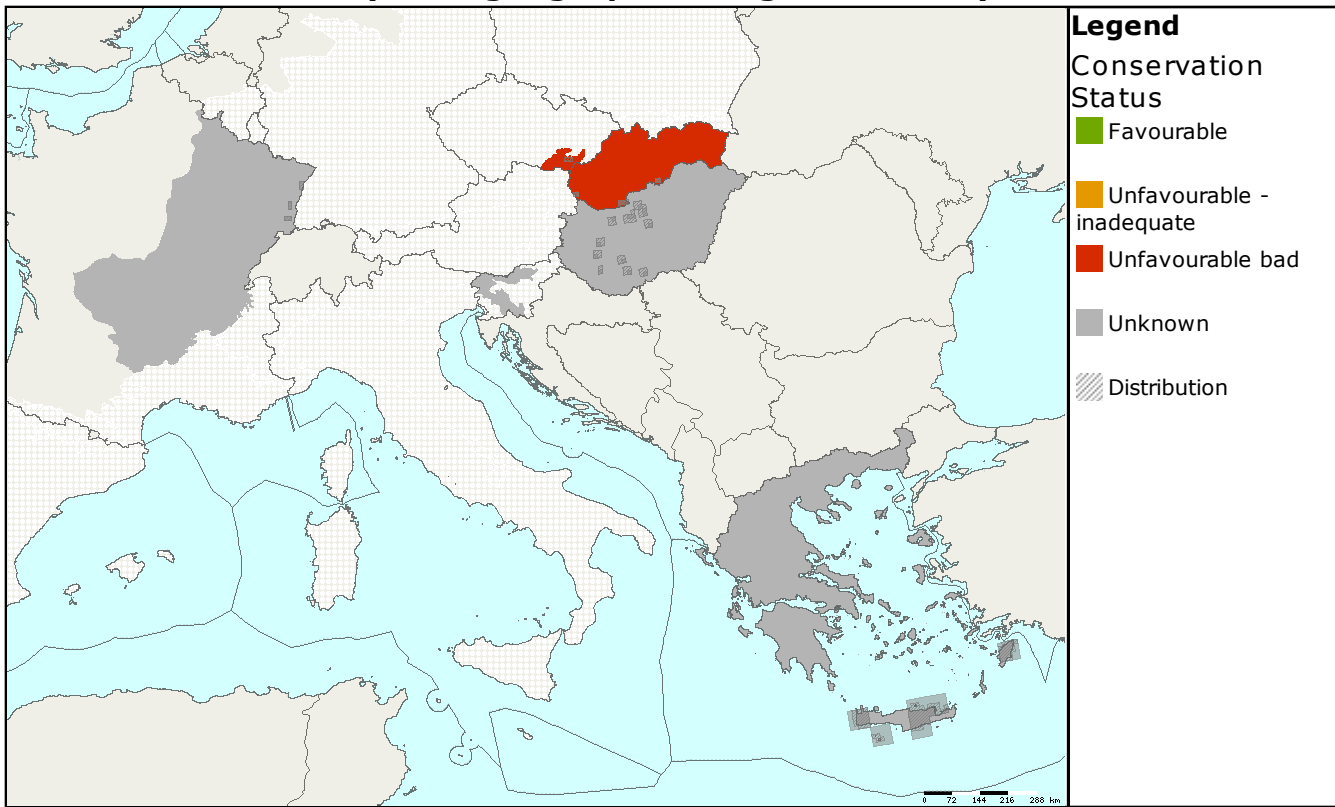 Legend
Conservation
Status
Favourable
Unfavourable -
inadequate
Unfavourable bad
Unknown
Distribution
0 72 144 216 288 km